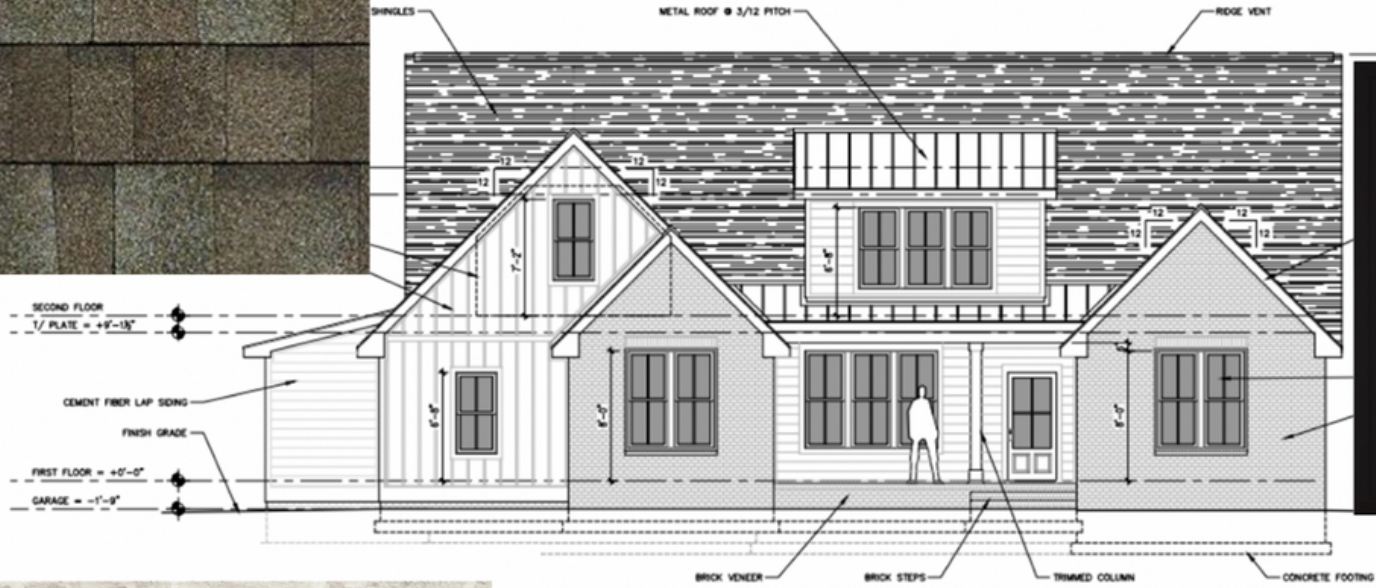 SHINGLES
METAL ROOF @ 3/12 PITCH
RIDGE VENT
12
12
12
12
12
12
12
12
7'-2"
6'-8"
SECOND FLOOR
T/ PLATE = +9'-1½"
6'-8"
8'-0"
8'-0"
CEMENT FIBER LAP SIDING
FINISH GRADE
FIRST FLOOR = +0'-0"
GARAGE = -1'-9"
BRICK VENEER
BRICK STEPS
TRIMMED COLUMN
CONCRETE FOOTING